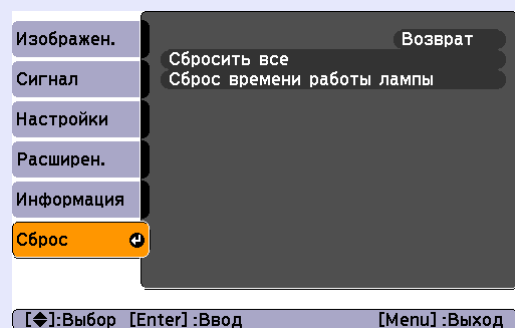 Изображен.
Сигнал
Настройки
Расширен.
Информация
Сброс
Возврат
Сбросить все
Сброс времени работы лампы
[◆]:Выбор [Enter] :Ввод [Menu] :Выход